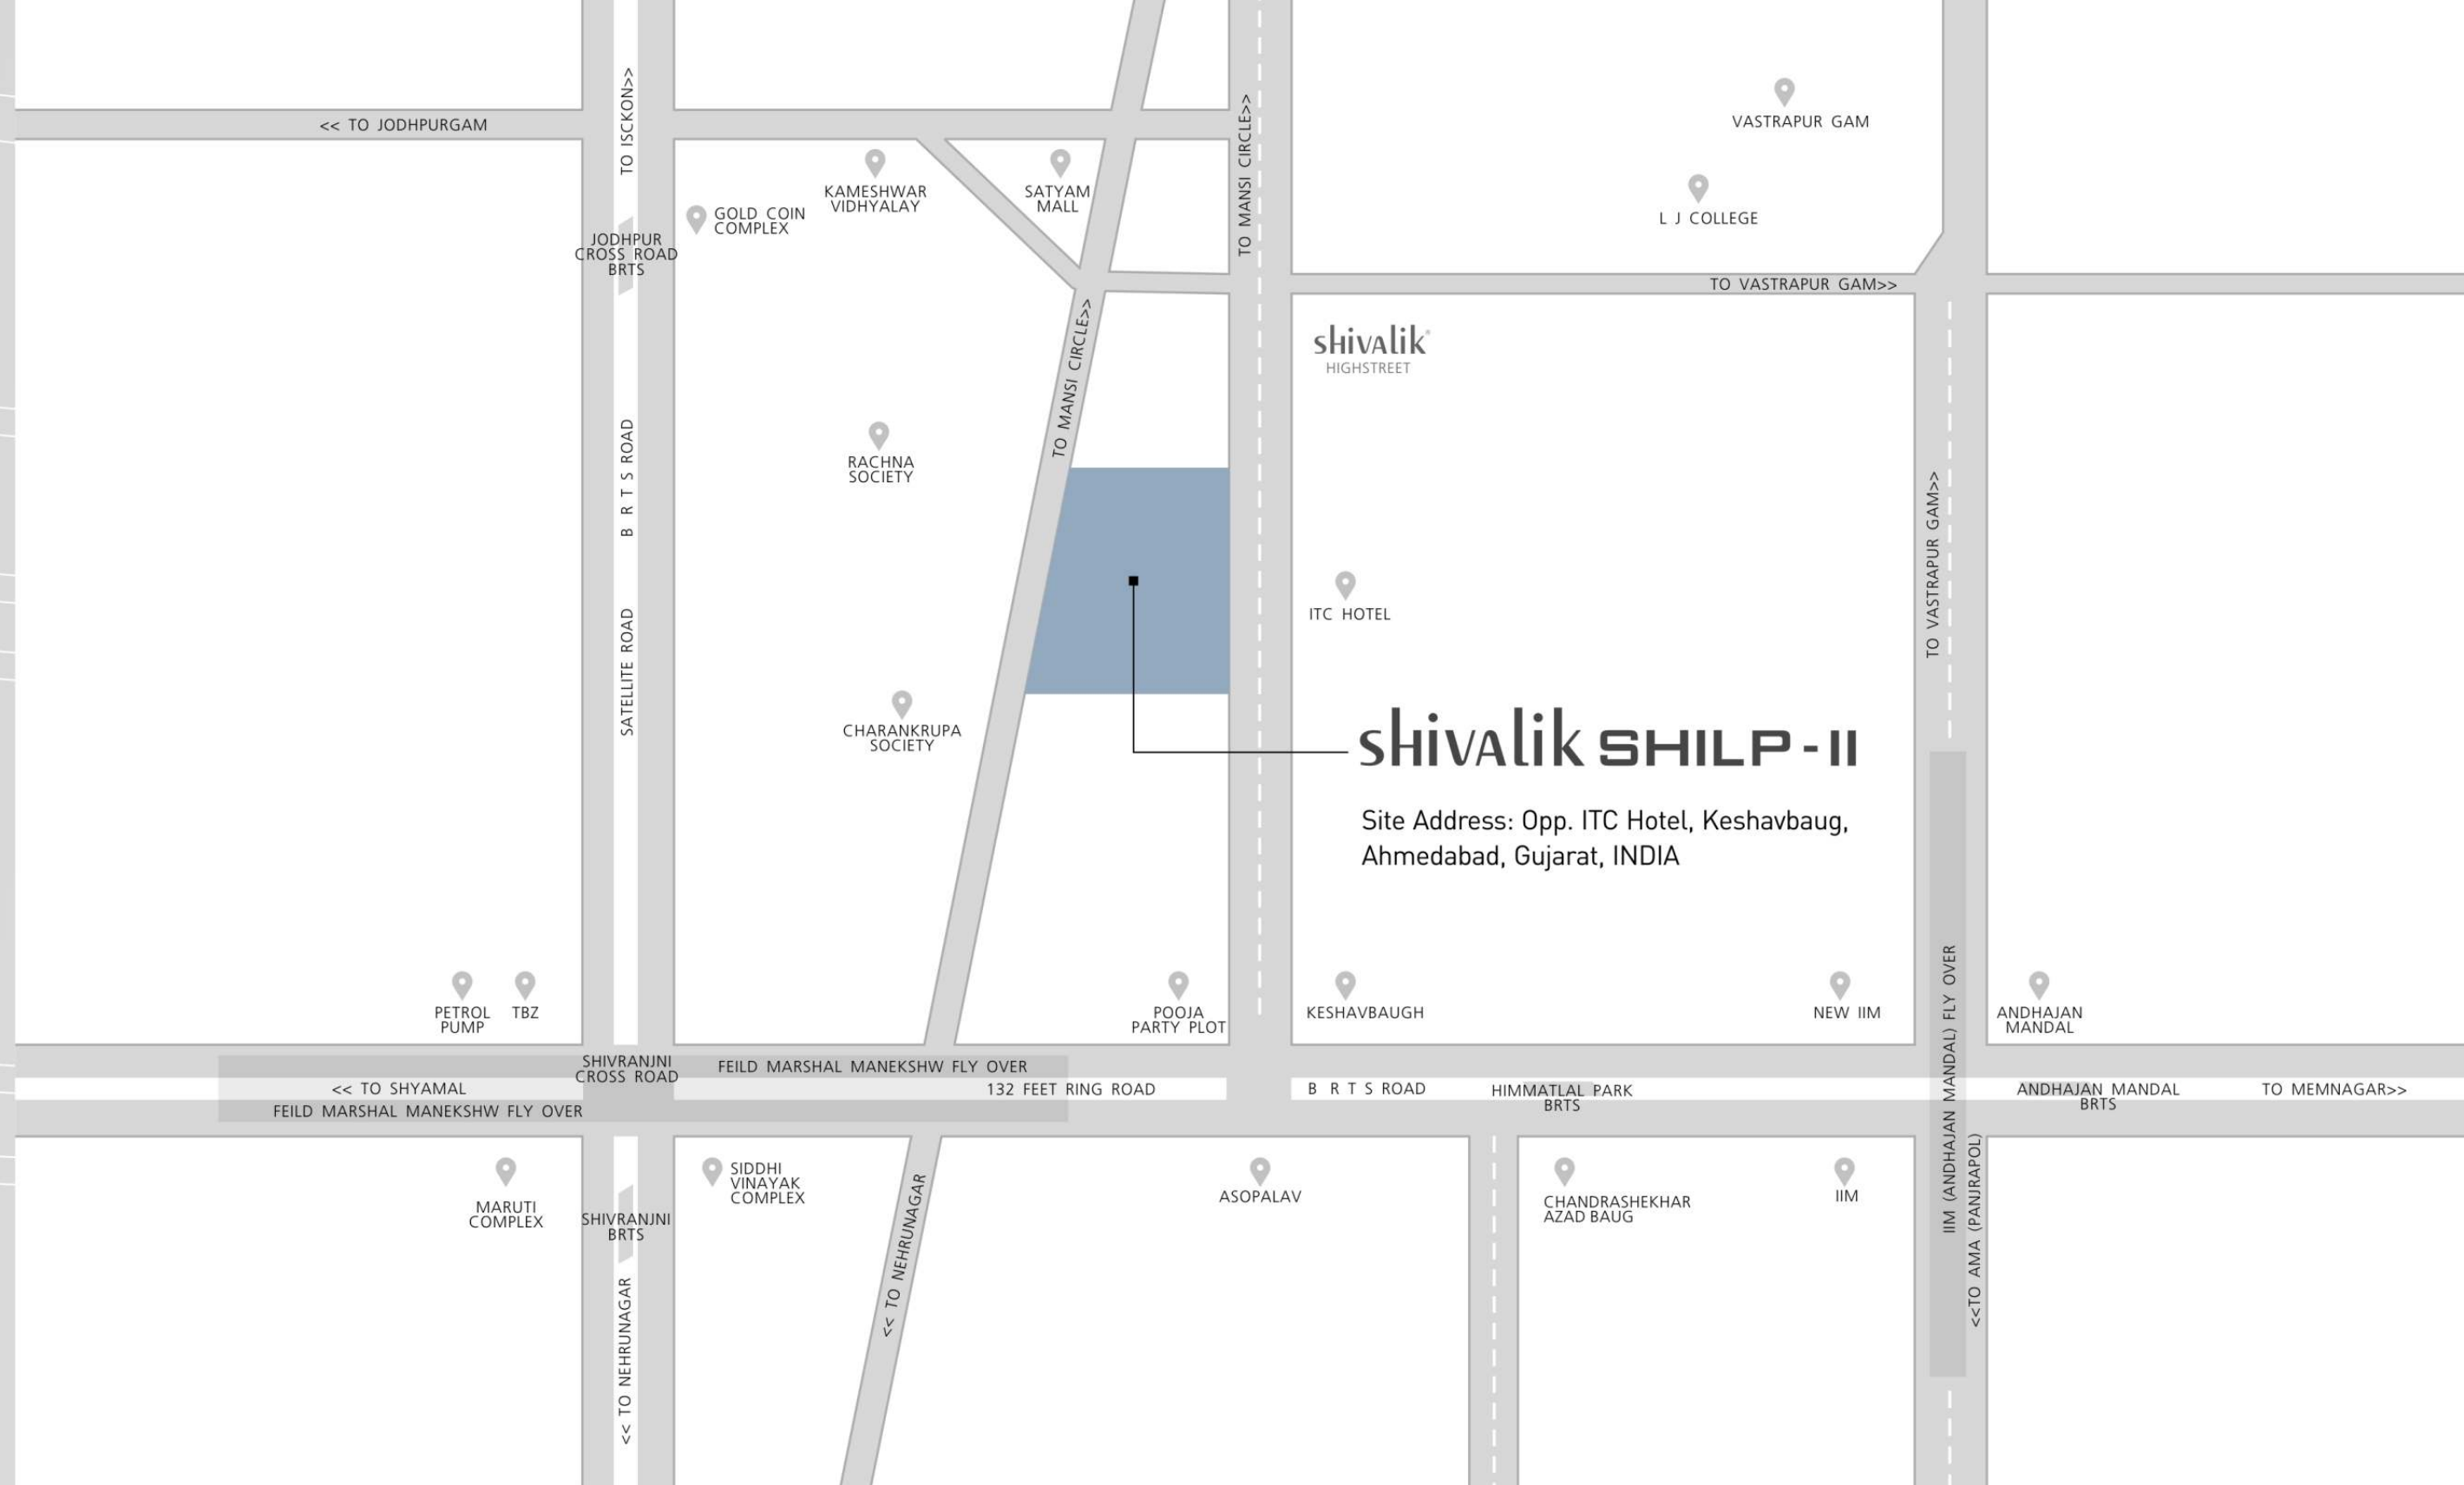 TO ISCKON>>
<< TO JODHPURGAM
TO MANSI CIRCLE>>
VASTRAPUR GAM
KAMESHWAR
VIDHYALAY
SATYAM
MALL
GOLD COIN
COMPLEX
L J COLLEGE
JODHPUR
CROSS ROAD
BRTS
TO VASTRAPUR GAM>>
TO MANSI CIRCLE>>
shivalik
HIGHSTREET
RACHNA
SOCIETY
B R T S ROAD
TO VASTRAPUR GAM>>
ITC HOTEL
SATELLITE ROAD
CHARANKRUPA
SOCIETY
shivalik SHILP-II
Site Address: Opp. ITC Hotel, Keshavbaug,
Ahmedabad, Gujarat, INDIA
PETROL
PUMP
TBZ
POOJA
PARTY PLOT
KESHAVBAUGH
NEW IIM
IIM (ANDHAJAN MANDAL) FLY OVER
ANDHAJAN
MANDAL
SHIVRANJNI
CROSS ROAD
FEILD MARSHAL MANEKSHW FLY OVER
<< TO SHYAMAL
132 FEET RING ROAD
B R T S ROAD
HIMMATLAL PARK
BRTS
ANDHAJAN MANDAL
BRTS
TO MEMNAGAR>>
FEILD MARSHAL MANEKSHW FLY OVER
MARUTI
COMPLEX
SHIVRANJNI
BRTS
SIDDHI
VINAYAK
COMPLEX
<< TO NEHRUNAGAR
ASOPALAV
CHANDRASHEKHAR
AZAD BAUG
IIM
<<TO AMA (PANJRAPOL)
<< TO NEHRUNAGAR